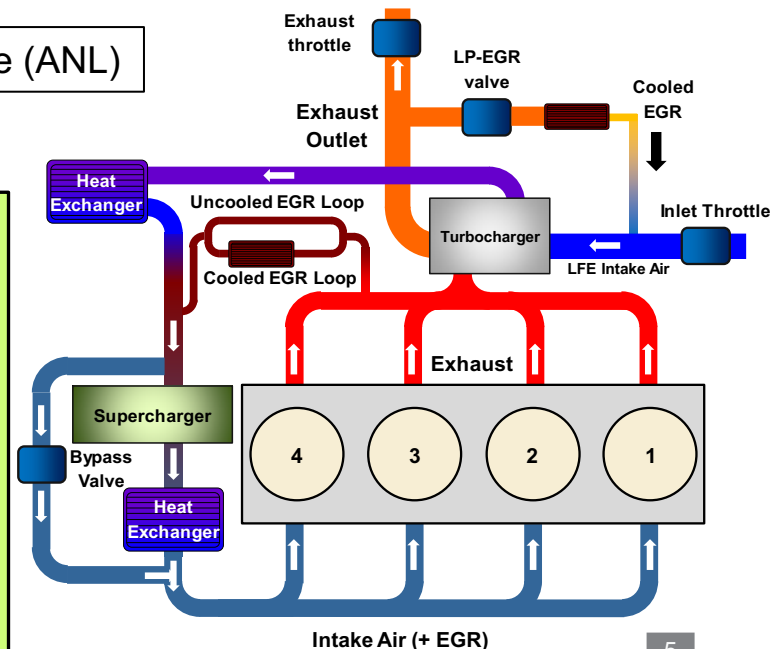 e (ANL)
Exhaust
throttle
LP-EGR
valve
Cooled
EGR
Exhaust
Outlet
Heat
Exchanger
Uncooled EGR Loop
Cooled EGR Loop
Turbocharger
Inlet Throttle
LFE Intake Air
Exhaust
Supercharger
Bypass
Valve
Heat
Exchanger
4
3
2
1
Intake Air (+ EGR)
5